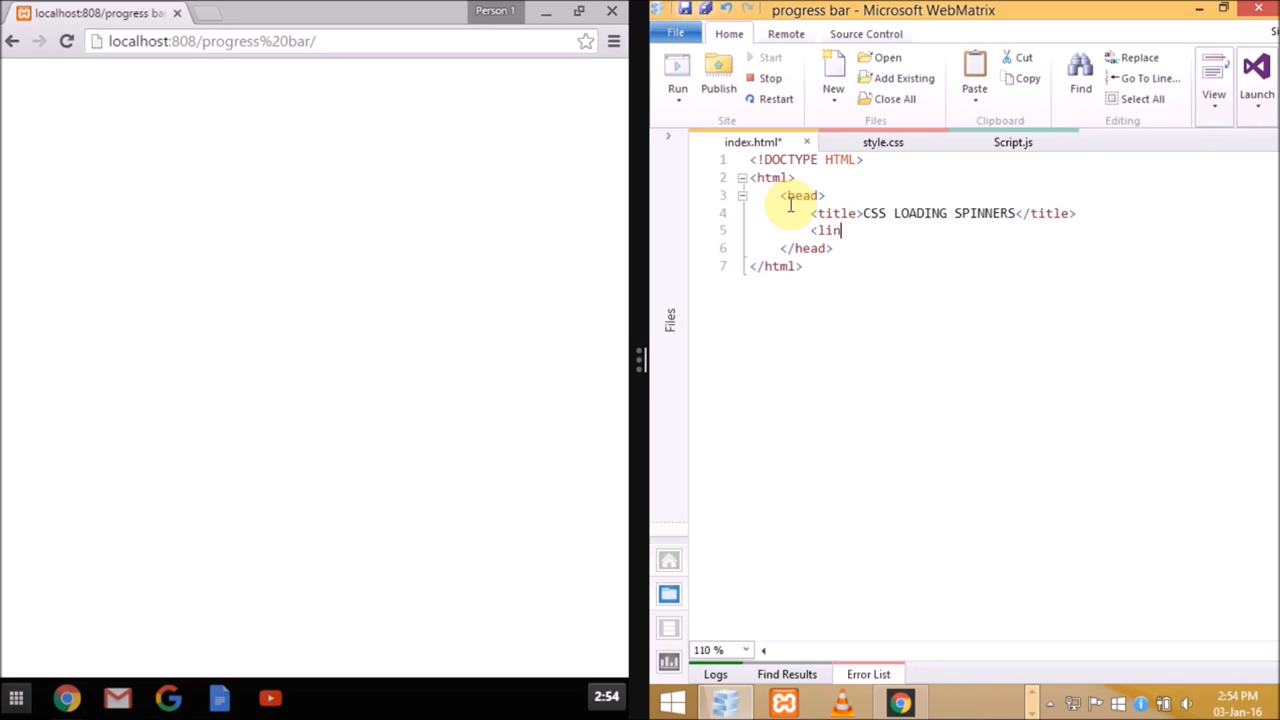 localhost:808/progress ba
Person 1
localhost:808/progress%20bar/
2:54
progress bar - Microsoft WebMatrix
File
Home
Remote
Source Control
Run
Publish
Start
Stop
Restart
Site
New
Open
Add Existing
Close All
Files
Paste
Cut
Copy
Clipboard
Find
Replace
Go To Line...
Select All
Editing
View
Launch
index.html*
style.css
Script.js
1 <!DOCTYPE HTML>
2 <html>
3 <head>
4 <title>CSS LOADING SPINNERS</title>
5 <lin
6 </head>
7 </html>
Files
110 %
Logs
Find Results
Error List
2:54 PM
03-Jan-16